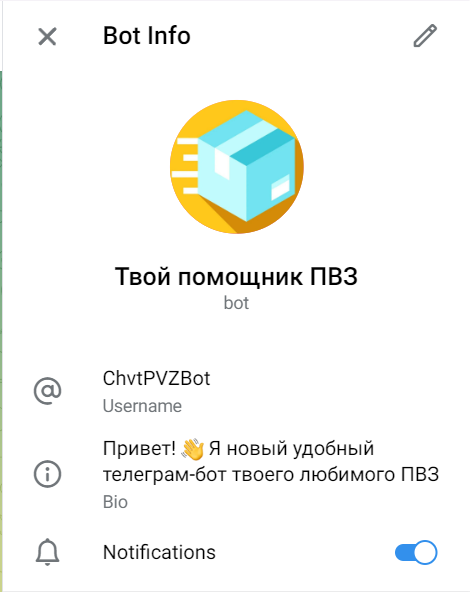 Bot Info
Твой помощник ПВЗ
bot
ChvtPVZBot
Username
Привет! 👋 Я новый удобный
телеграм-бот твоего любимого ПВЗ
Bio
Notifications